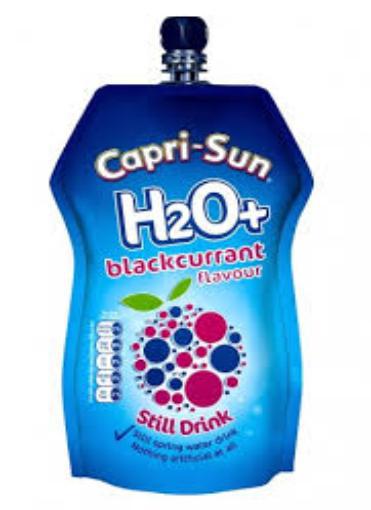 Capri-Sun
H2O+
blackcurrant
flavour
Still Drink
Still spring water drink
Nothing artificial at all